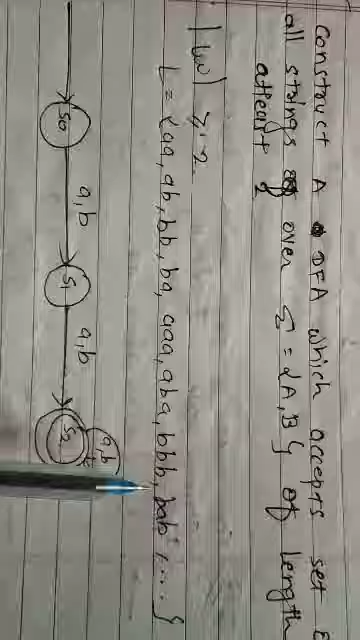 Construct A DFA which accepts set
all strings over Σ = {A,B} of length
atleast 2
|w| ≥ 2
L = {aa, ab, bb, ba, aaa, aba, bbb, bab, .... }
a,b
a,b
a,b
S0
S1
S2